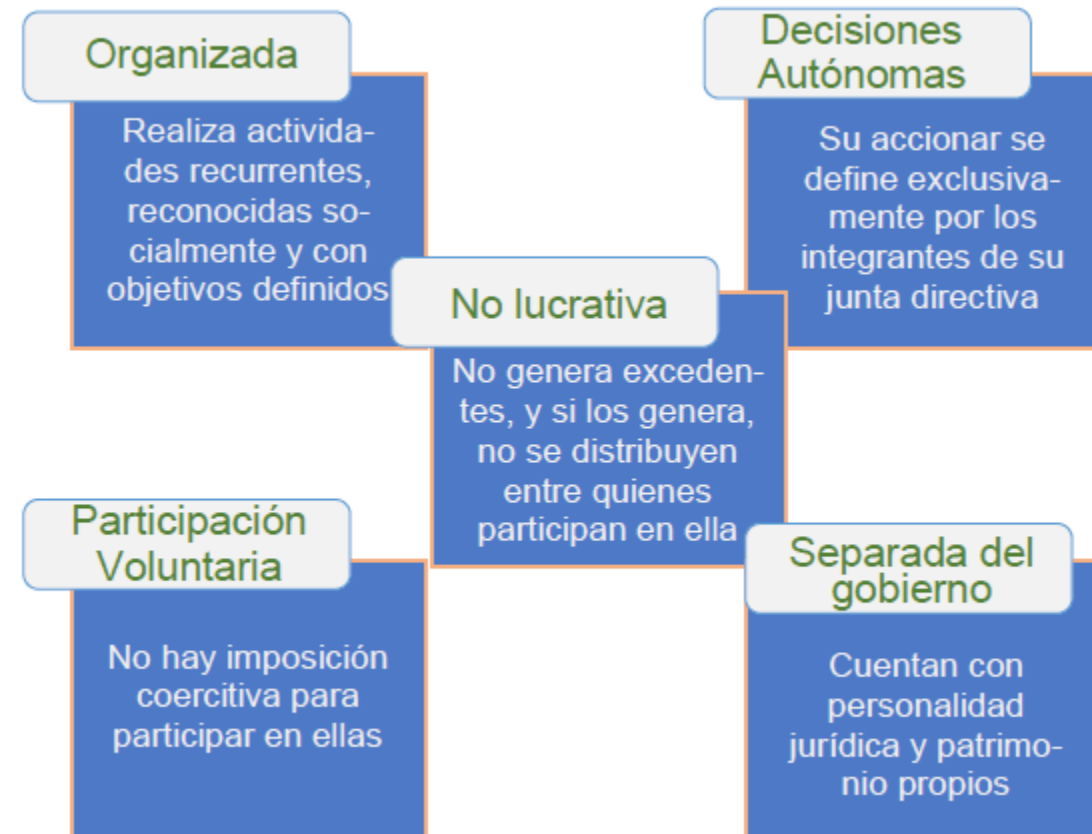 Organizada
Realiza activida-
des recurrentes,
reconocidas so-
cialmente y con
objetivos definidos
Decisiones
Autónomas
Su accionar se
define exclusiva-
mente por los
integrantes de su
junta directiva
No lucrativa
No genera exceden-
tes, y si los genera,
no se distribuyen
entre quienes
participan en ella
Participación
Voluntaria
No hay imposición
coercitiva para
participar en ellas
Separada del
gobierno
Cuentan con
personalidad
jurídica y patrimo-
nio propios